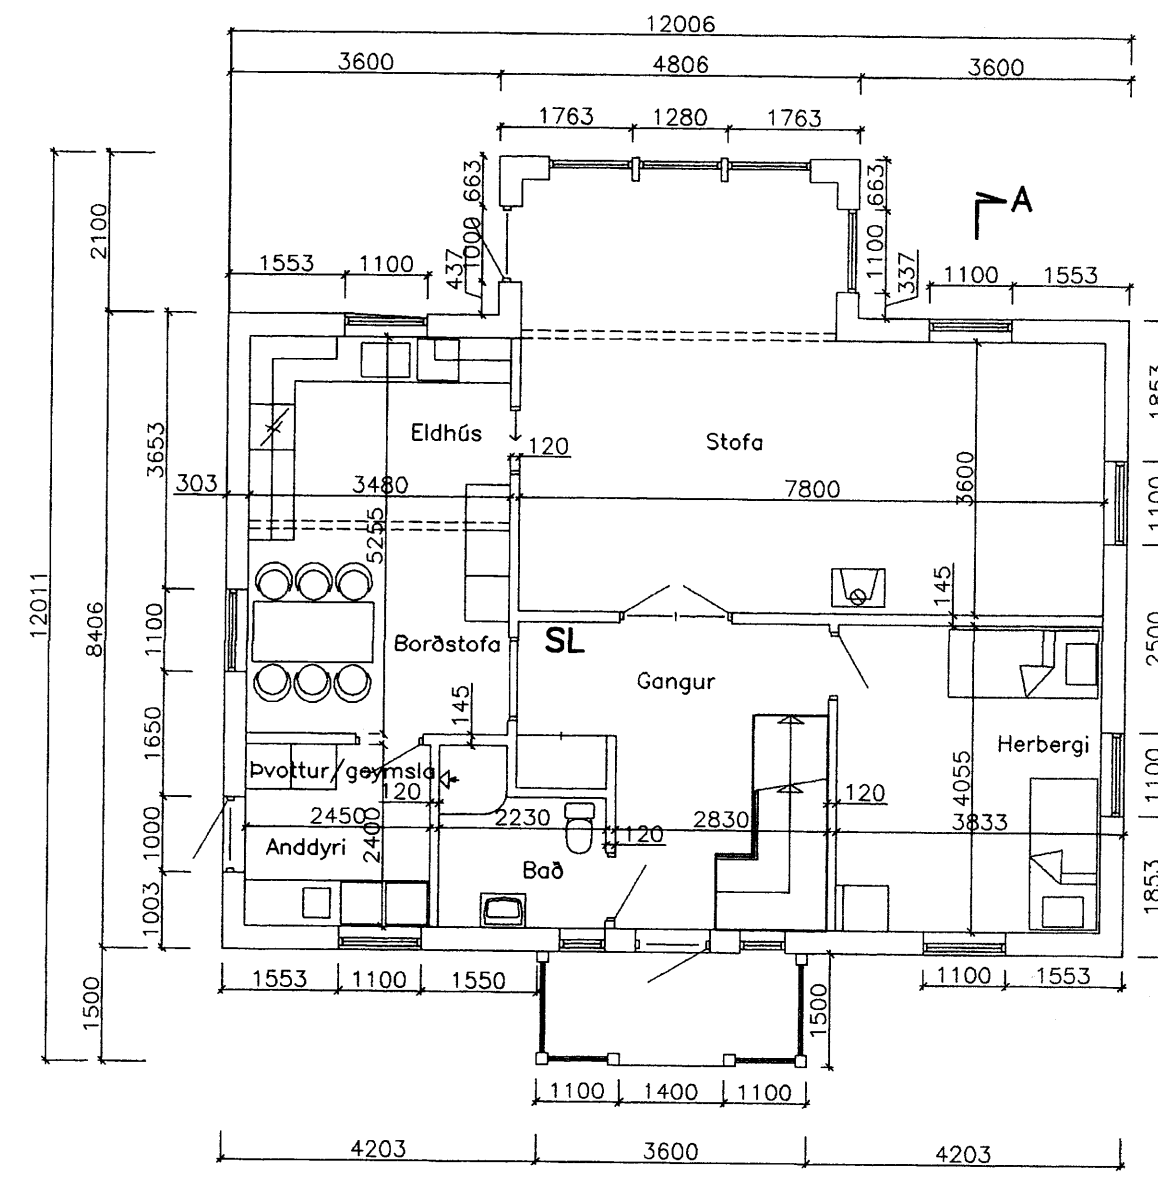 12006
3600 4806 3600
1763 1280 1763
663 663
A
2100
1000 1100
437 337
1553 1100 1100 1553
1853
3653
Eldhús
Stofa
120
303 3480 7800 3600 1100
5255
12011
8406
1100
145
2500
Borðstofa SL
Gangur
145
1650
Herbergi
Þvottur/geymsla
4055 1100
120 120
2450 2230 2830 3833
1000
2400
120
Anddyri
Bað
1003
1853
1553 1100 1550 1100 1553
1500 1500
1100 1400 1100
4203 3600 4203